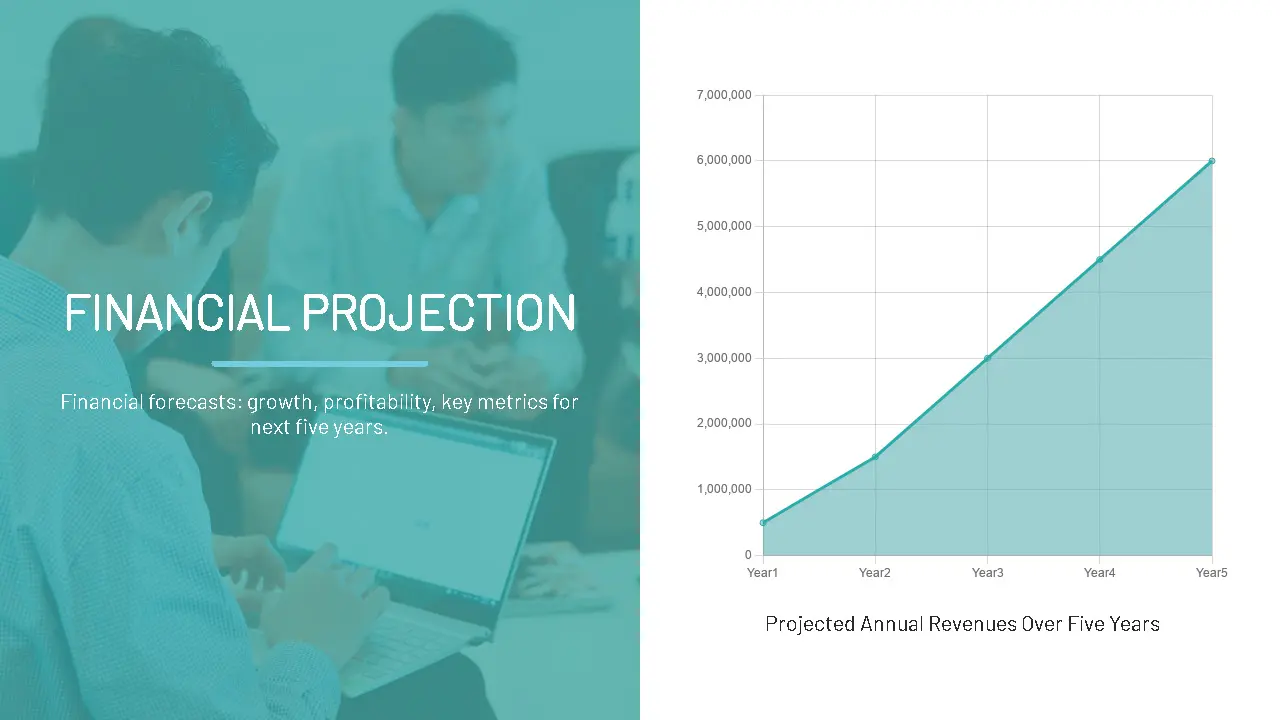 FINANCIAL PROJECTION
Financial forecasts: growth, profitability, key metrics for
next five years.
7,000,000
6,000,000
5,000,000
4,000,000
3,000,000
2,000,000
1,000,000
0
Year1 Year2 Year3 Year4 Year5
Projected Annual Revenues Over Five Years